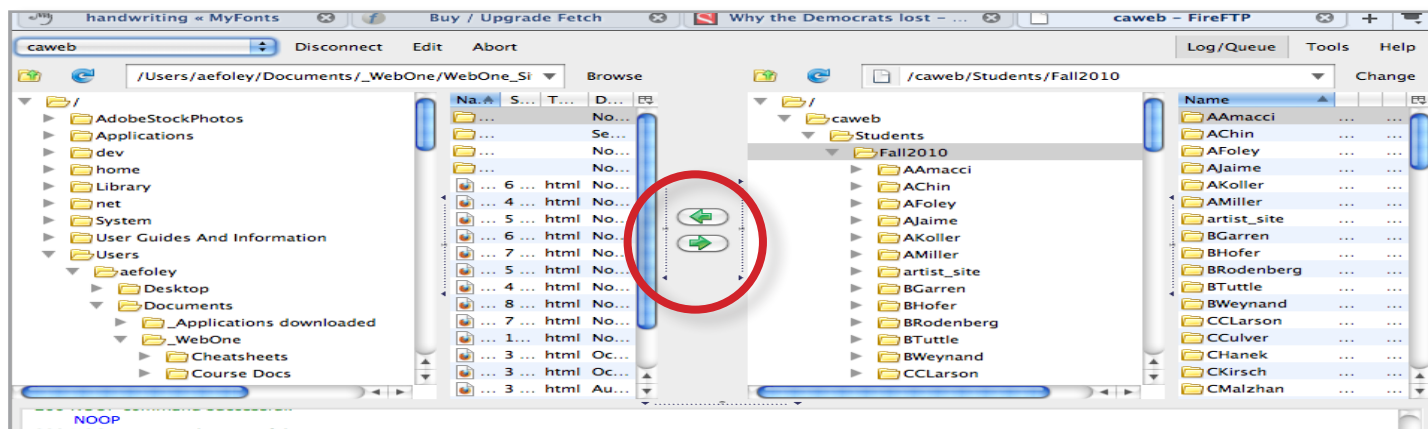 handwriting « MyFonts Buy / Upgrade Fetch Why the Democrats lost – ... caweb – FireFTP +
caweb Disconnect Edit Abort Log/Queue Tools Help
/Users/aefoley/Documents/_WebOne/WebOne_Si Browse /caweb/Students/Fall2010 Change
/ Na. S... T... D... / Name
AdobeStockPhotos ... No... caweb AAmacci ... ...
Applications ... Se... Students AChin ... ...
dev ... No... Fall2010 AFoley ... ...
home ... No... AAmacci AJaime ... ...
Library ... 6 ... html No... AChin AKoller ... ...
net ... 4 ... html No... AFoley AMiller ... ...
System ... 5 ... html No... AJaime artist_site ... ...
User Guides And Information ... 6 ... html No... AKoller BGarren ... ...
Users ... 7 ... html No... AMiller BHofer ... ...
aefoley ... 5 ... html No... artist_site BRodenberg ... ...
Desktop ... 4 ... html No... BGarren BTuttle ... ...
Documents ... 8 ... html No... BHofer BWeynand ... ...
_Applications downloaded ... 7 ... html No... BRodenberg CCLarson ... ...
_WebOne ... 1... html No... BTuttle CCulver ... ...
Cheatsheets ... 3 ... html Oc... BWeynand CHanek ... ...
Course Docs ... 3 ... html Oc... CCLarson CKirsch ... ...
... 3 ... html Au... CMalzhan ... ...
NOOP